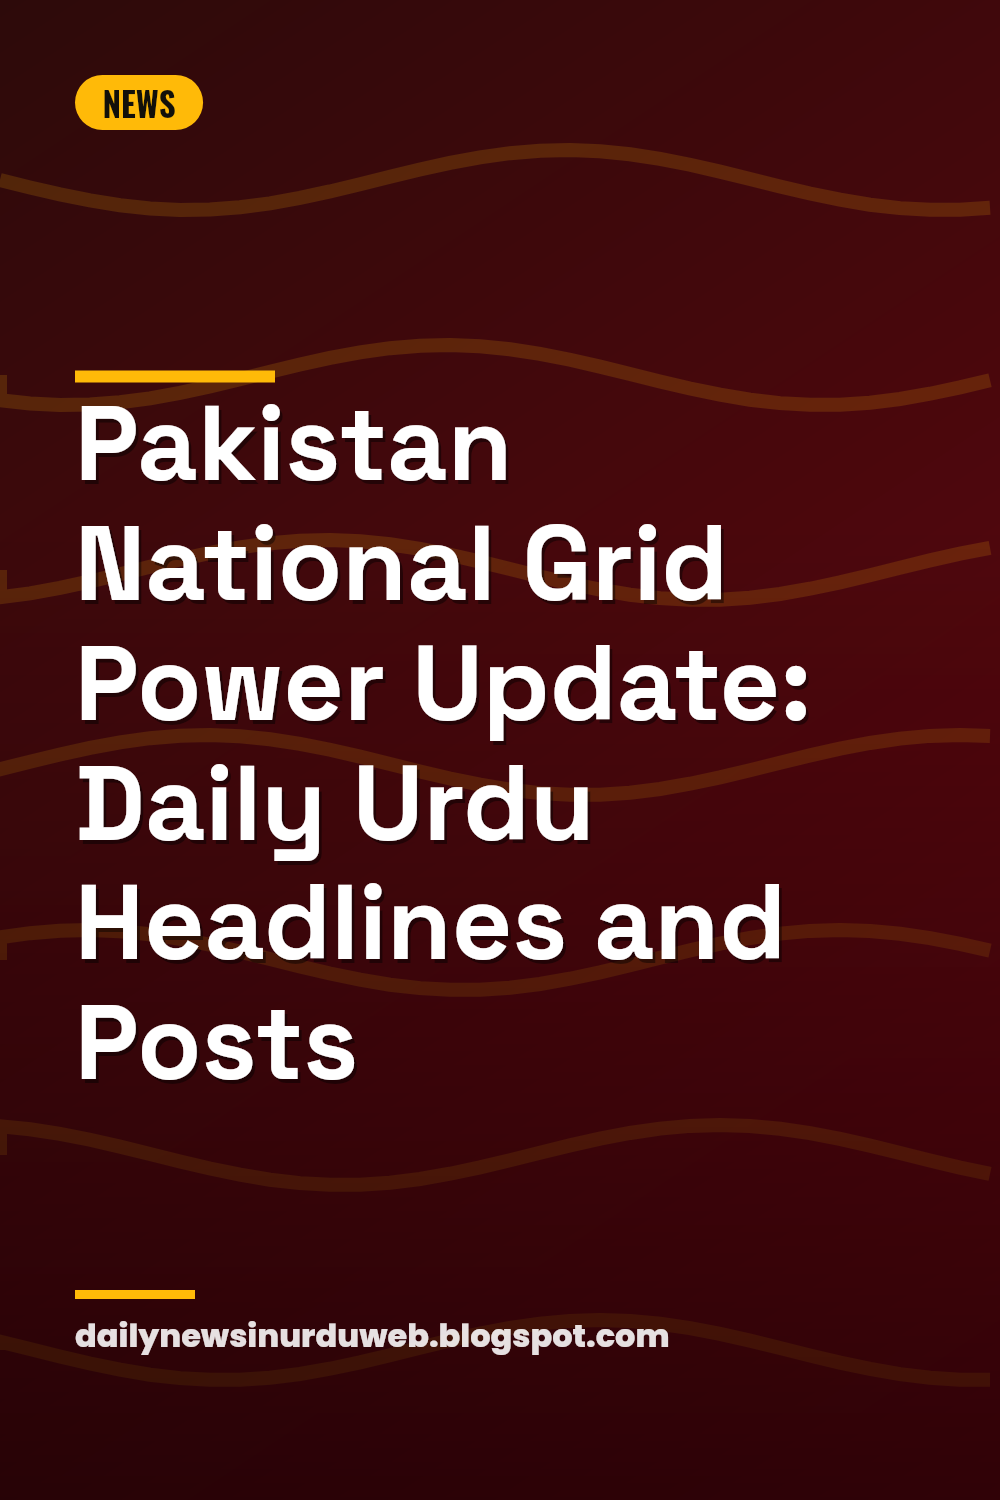 NEWS
Pakistan
National Grid
Power Update:
Daily Urdu
Headlines and
Posts
dailynewsinurduweb.blogspot.com